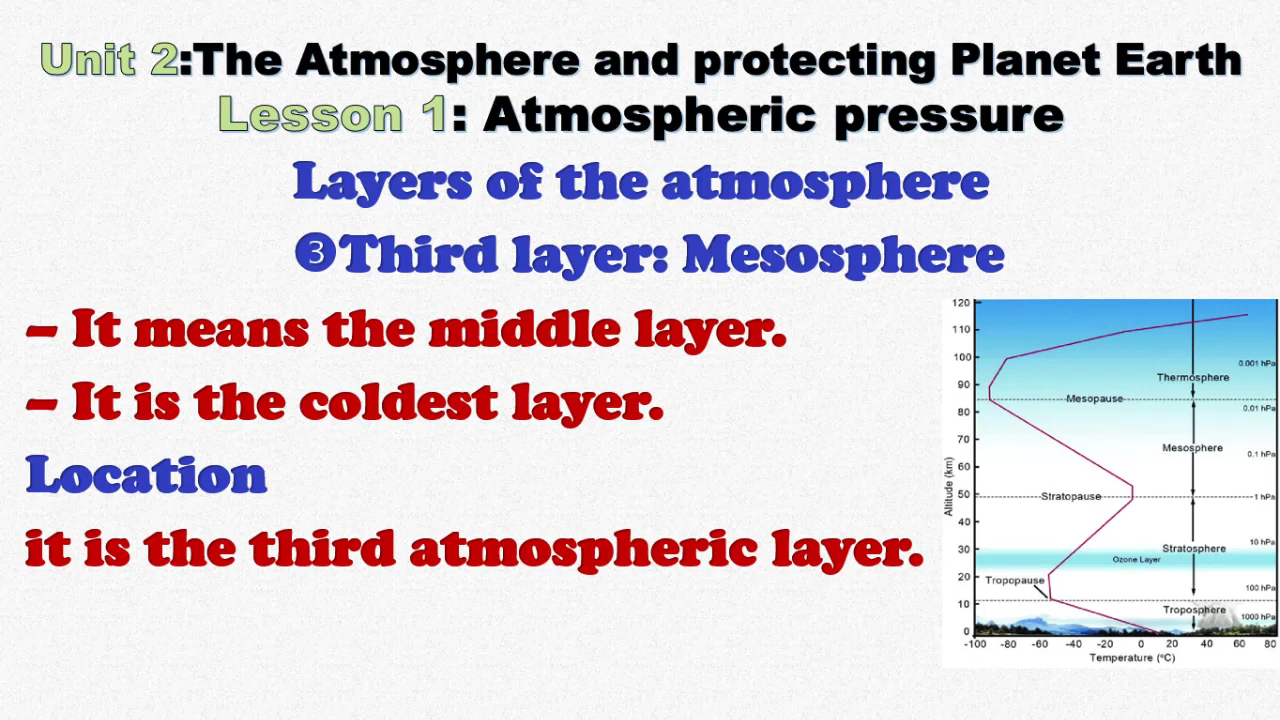 Unit 2:The Atmosphere and protecting Planet Earth
Lesson 1: Atmospheric pressure
Layers of the atmosphere
❸Third layer: Mesosphere
– It means the middle layer.
– It is the coldest layer.
Location
it is the third atmospheric layer.
120
110
100
90
80
70
60
50
40
30
20
10
0
Altitude (km)
Thermosphere
Mesopause
Mesosphere
Stratopause
Stratosphere
Ozone Layer
Tropopause
Troposphere
0.001 hPa
0.01 hPa
0.1 hPa
1 hPa
10 hPa
100 hPa
1000 hPa
-100 -80 -60 -40 -20 0 20 40 60 80
Temperature (°C)